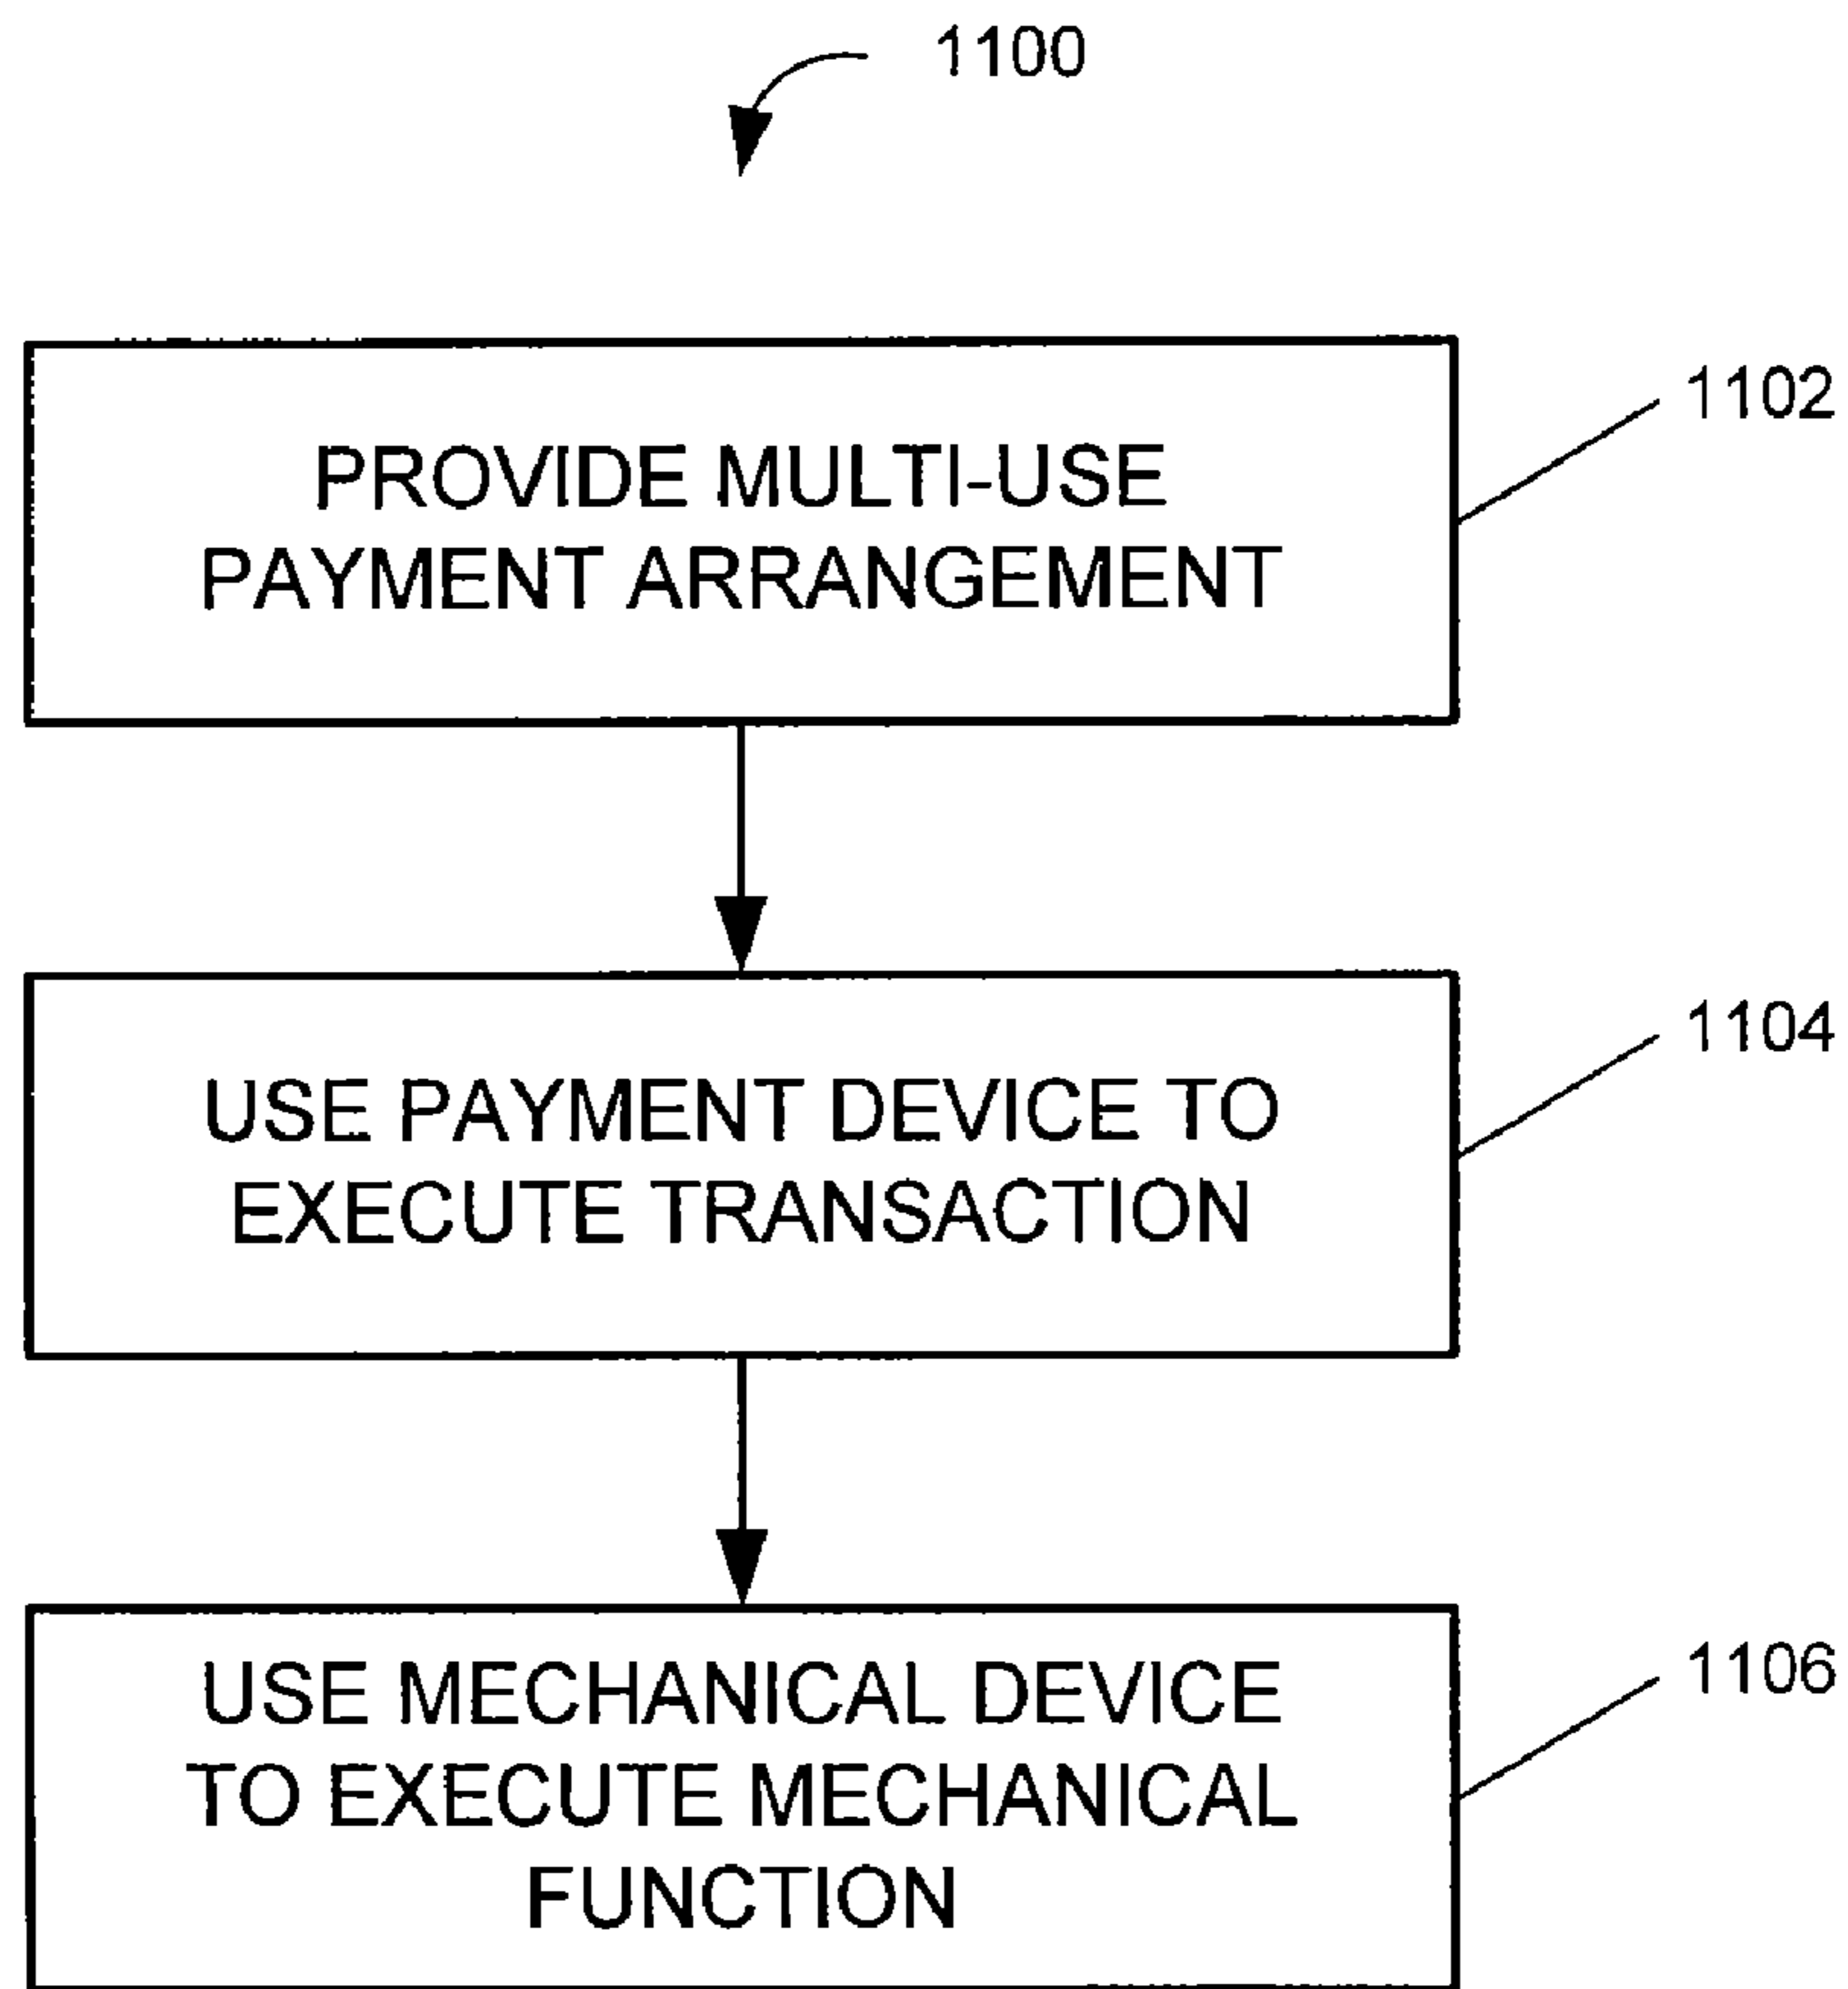 1100
1102
PROVIDE MULTI-USE
PAYMENT ARRANGEMENT
1104
USE PAYMENT DEVICE TO
EXECUTE TRANSACTION
1106
USE MECHANICAL DEVICE
TO EXECUTE MECHANICAL
FUNCTION